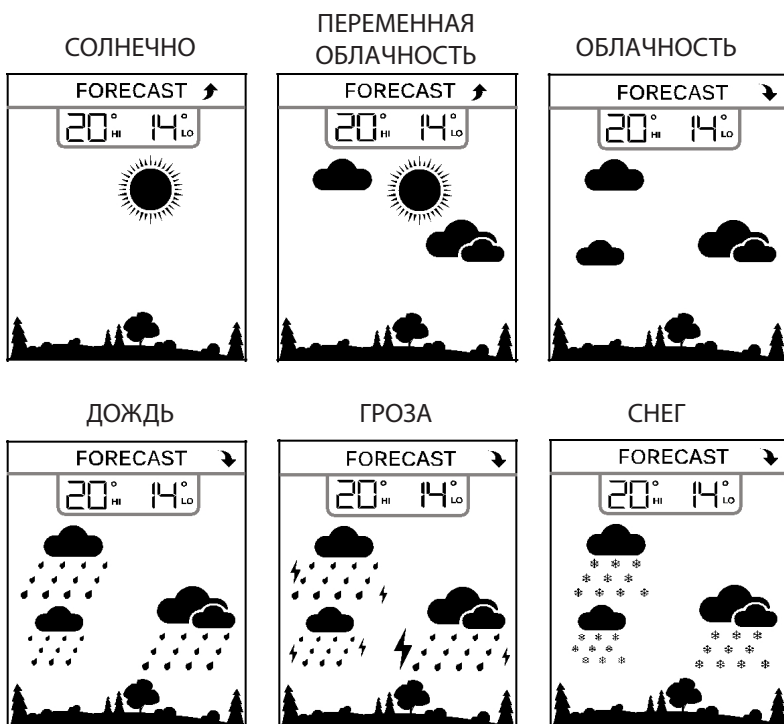 СОЛНЕЧНО
ПЕРЕМЕННАЯ
ОБЛАЧНОСТЬ
ОБЛАЧНОСТЬ
FORECAST
20° HI 14° LO
FORECAST
20° HI 14° LO
FORECAST
20° HI 14° LO
ДОЖДЬ
ГРОЗА
СНЕГ
FORECAST
20° HI 14° LO
FORECAST
20° HI 14° LO
FORECAST
20° HI 14° LO